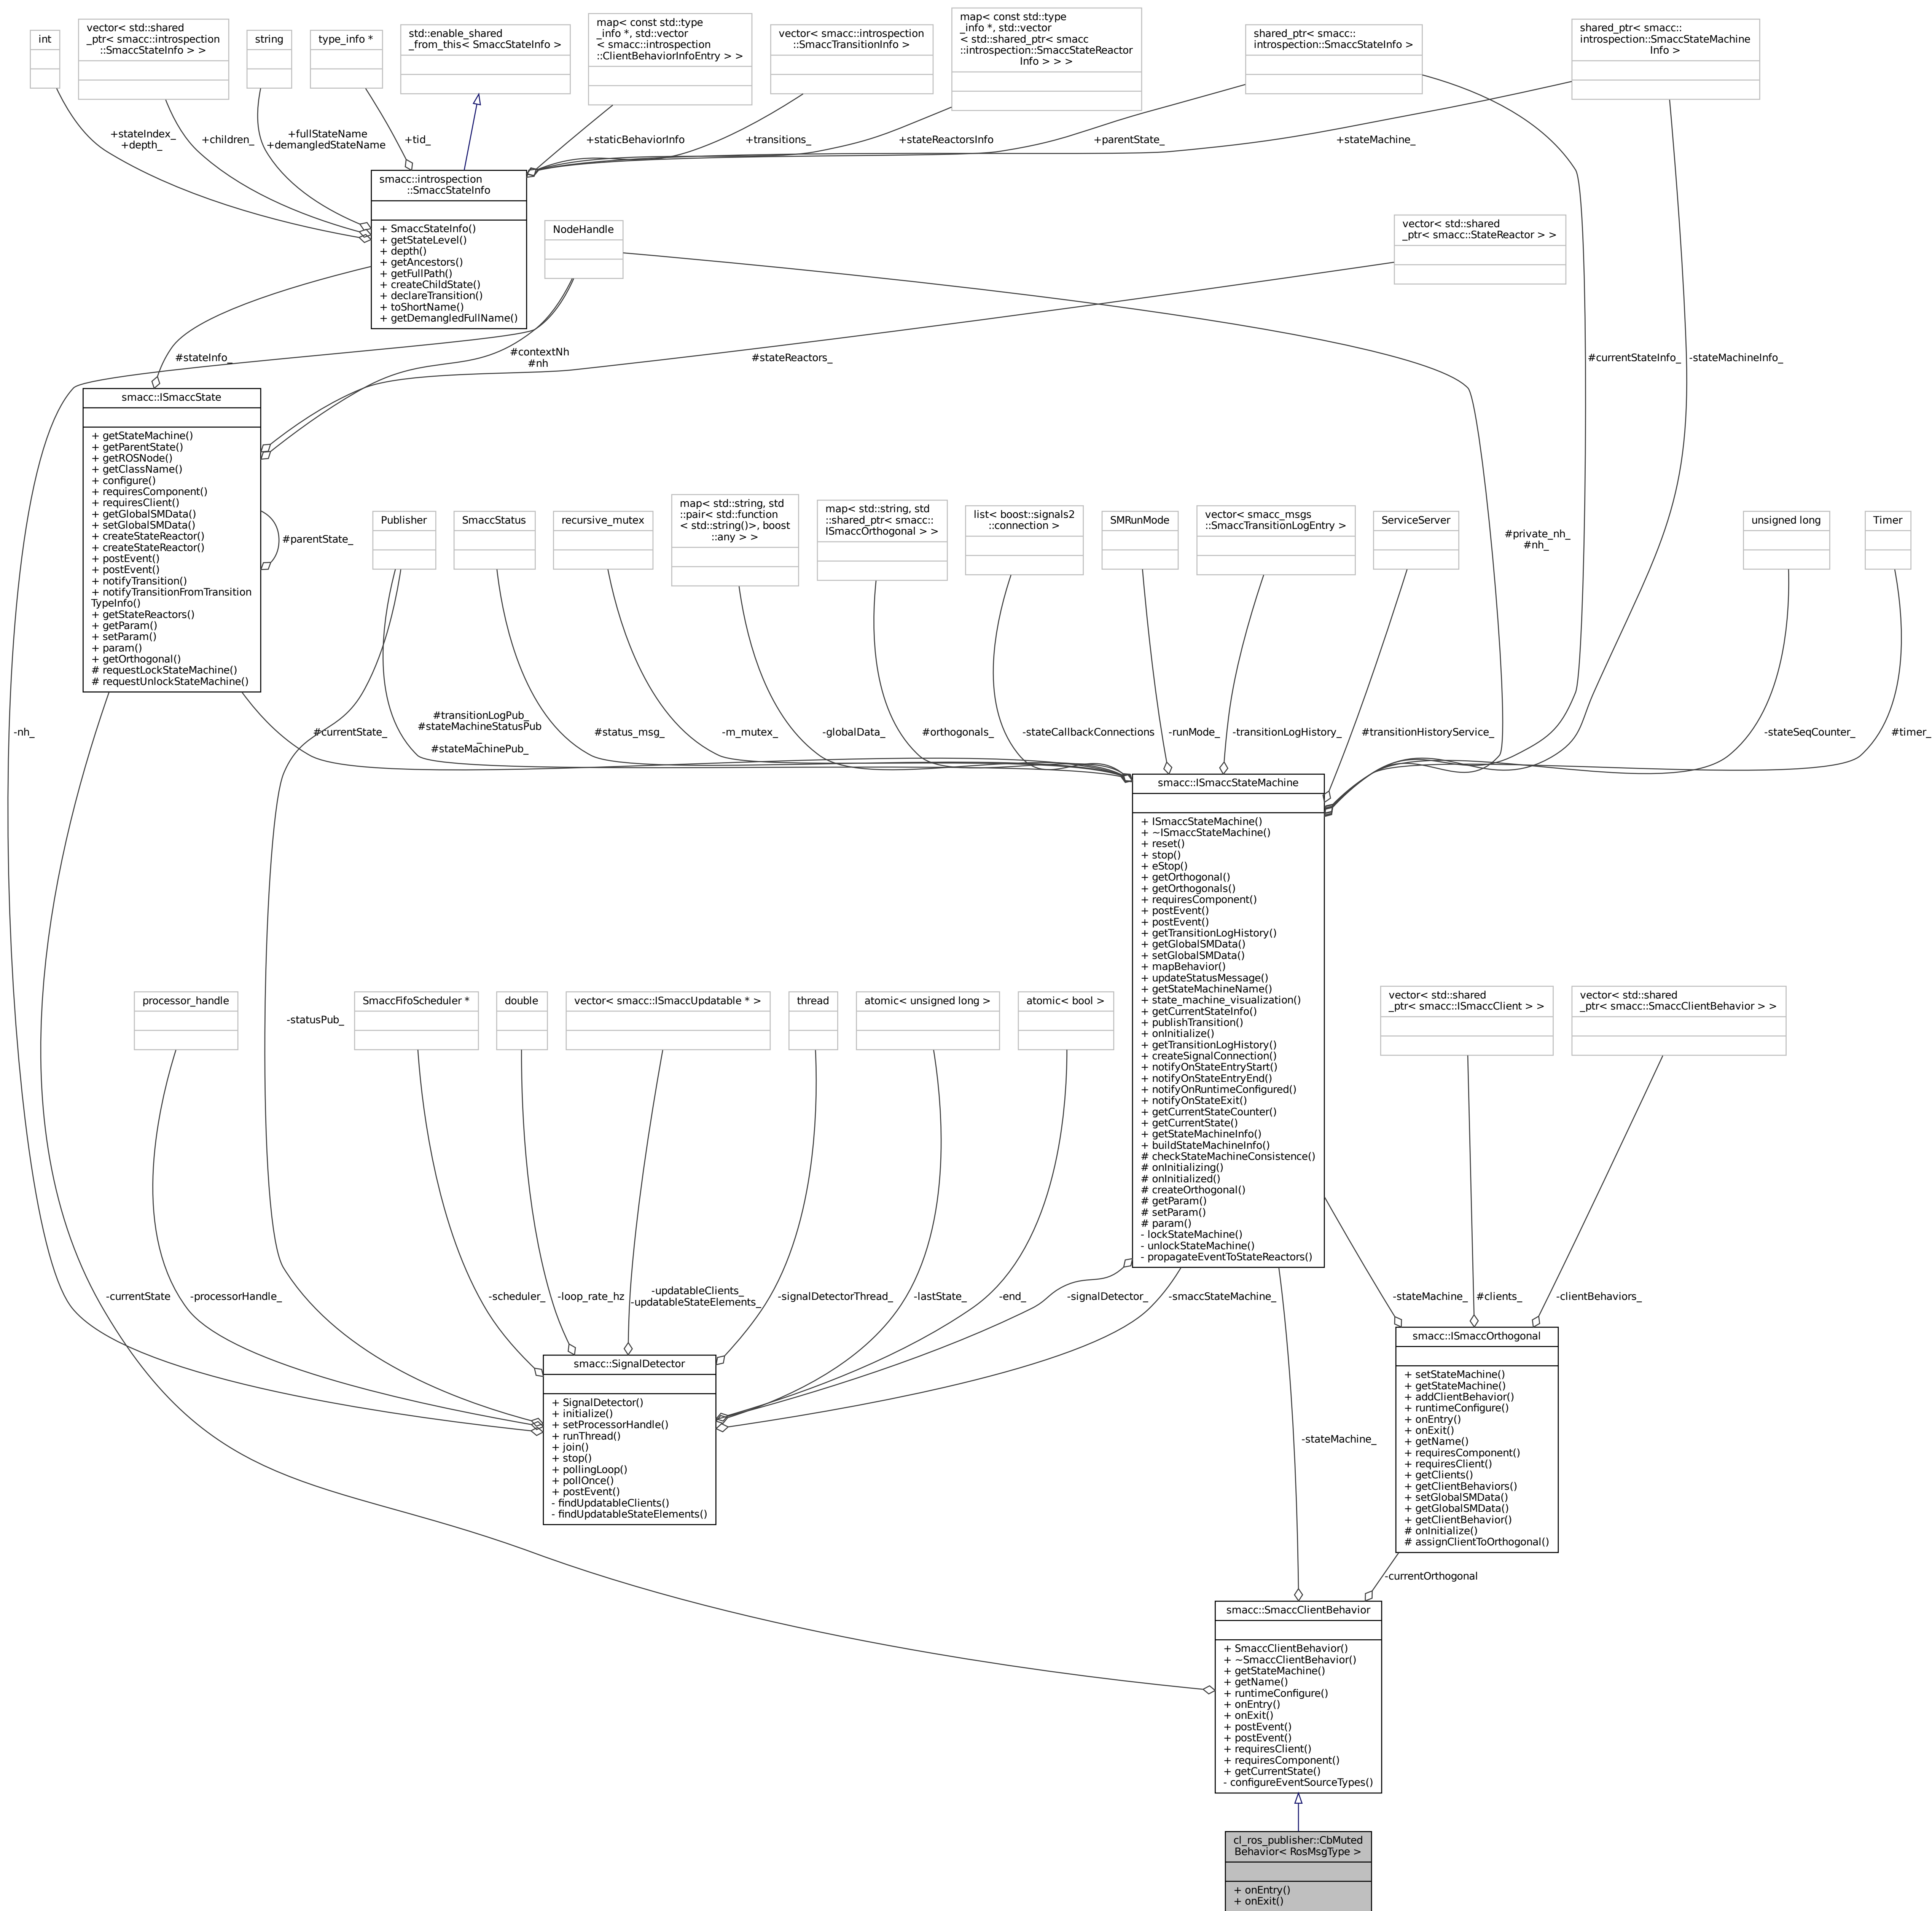 int
vector< std::shared
_ptr< smacc::introspection
::SmaccStateInfo > >
string
type_info *
std::enable_shared
_from_this< SmaccStateInfo >
map< const std::type
_info *, std::vector
< smacc::introspection
::ClientBehaviorInfoEntry > >
vector< smacc::introspection
::SmaccTransitionInfo >
map< const std::type
_info *, std::vector
< std::shared_ptr< smacc
::introspection::SmaccStateReactor
Info > > >
shared_ptr< smacc::
introspection::SmaccStateInfo >
shared_ptr< smacc::
introspection::SmaccStateMachine
Info >
+stateIndex_
+depth_
+children_
+fullStateName
+demangledStateName
+tid_
+staticBehaviorInfo
+transitions_
+stateReactorsInfo
+parentState_
+stateMachine_
smacc::introspection
::SmaccStateInfo
+ SmaccStateInfo()
+ getStateLevel()
+ depth()
+ getAncestors()
+ getFullPath()
+ createChildState()
+ declareTransition()
+ toShortName()
+ getDemangledFullName()
NodeHandle
vector< std::shared
_ptr< smacc::StateReactor > >
#stateInfo_
#contextNh
#nh
#stateReactors_
#currentStateInfo_
-stateMachineInfo_
smacc::ISmaccState
+ getStateMachine()
+ getParentState()
+ getROSNode()
+ getClassName()
+ configure()
+ requiresComponent()
+ requiresClient()
+ getGlobalSMData()
+ setGlobalSMData()
+ createStateReactor()
+ createStateReactor()
+ postEvent()
+ postEvent()
+ notifyTransition()
+ notifyTransitionFromTransition
TypeInfo()
+ getStateReactors()
+ getParam()
+ setParam()
+ param()
+ getOrthogonal()
# requestLockStateMachine()
# requestUnlockStateMachine()
#parentState_
Publisher
SmaccStatus
recursive_mutex
map< std::string, std
::pair< std::function
< std::string()>, boost
::any > >
map< std::string, std
::shared_ptr< smacc::
ISmaccOrthogonal > >
list< boost::signals2
::connection >
SMRunMode
vector< smacc_msgs
::SmaccTransitionLogEntry >
ServiceServer
#private_nh_
#nh_
unsigned long
Timer
-nh_
#currentState_
#transitionLogPub_
#stateMachineStatusPub
_
#stateMachinePub_
#status_msg_
-m_mutex_
-globalData_
#orthogonals_
-stateCallbackConnections
-runMode_
-transitionLogHistory_
#transitionHistoryService_
-stateSeqCounter_
#timer_
smacc::ISmaccStateMachine
+ ISmaccStateMachine()
+ ~ISmaccStateMachine()
+ reset()
+ stop()
+ eStop()
+ getOrthogonal()
+ getOrthogonals()
+ requiresComponent()
+ postEvent()
+ postEvent()
+ getTransitionLogHistory()
+ getGlobalSMData()
+ setGlobalSMData()
+ mapBehavior()
+ updateStatusMessage()
+ getStateMachineName()
+ state_machine_visualization()
+ getCurrentStateInfo()
+ publishTransition()
+ onInitialize()
+ getTransitionLogHistory()
+ createSignalConnection()
+ notifyOnStateEntryStart()
+ notifyOnStateEntryEnd()
+ notifyOnRuntimeConfigured()
+ notifyOnStateExit()
+ getCurrentStateCounter()
+ getCurrentState()
+ getStateMachineInfo()
+ buildStateMachineInfo()
# checkStateMachineConsistence()
# onInitializing()
# onInitialized()
# createOrthogonal()
# getParam()
# setParam()
# param()
- lockStateMachine()
- unlockStateMachine()
- propagateEventToStateReactors()
processor_handle
-statusPub_
SmaccFifoScheduler *
double
vector< smacc::ISmaccUpdatable * >
thread
atomic< unsigned long >
atomic< bool >
vector< std::shared
_ptr< smacc::ISmaccClient > >
vector< std::shared
_ptr< smacc::SmaccClientBehavior > >
-currentState
-processorHandle_
-scheduler_
-loop_rate_hz
-updatableClients_
-updatableStateElements_
-signalDetectorThread_
-lastState_
-end_
-signalDetector_
-smaccStateMachine_
-stateMachine_
#clients_
-clientBehaviors_
smacc::SignalDetector
+ SignalDetector()
+ initialize()
+ setProcessorHandle()
+ runThread()
+ join()
+ stop()
+ pollingLoop()
+ pollOnce()
+ postEvent()
- findUpdatableClients()
- findUpdatableStateElements()
-stateMachine_
smacc::ISmaccOrthogonal
+ setStateMachine()
+ getStateMachine()
+ addClientBehavior()
+ runtimeConfigure()
+ onEntry()
+ onExit()
+ getName()
+ requiresComponent()
+ requiresClient()
+ getClients()
+ getClientBehaviors()
+ setGlobalSMData()
+ getGlobalSMData()
+ getClientBehavior()
# onInitialize()
# assignClientToOrthogonal()
-currentOrthogonal
smacc::SmaccClientBehavior
+ SmaccClientBehavior()
+ ~SmaccClientBehavior()
+ getStateMachine()
+ getName()
+ runtimeConfigure()
+ onEntry()
+ onExit()
+ postEvent()
+ postEvent()
+ requiresClient()
+ requiresComponent()
+ getCurrentState()
- configureEventSourceTypes()
cl_ros_publisher::CbMuted
Behavior< RosMsgType >
+ onEntry()
+ onExit()